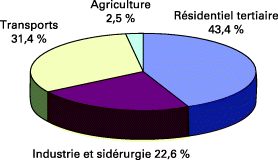 Agriculture
2,5 %
Résidentiel tertiaire
43,4 %
Transports
31,4 %
Industrie et sidérurgie 22,6 %